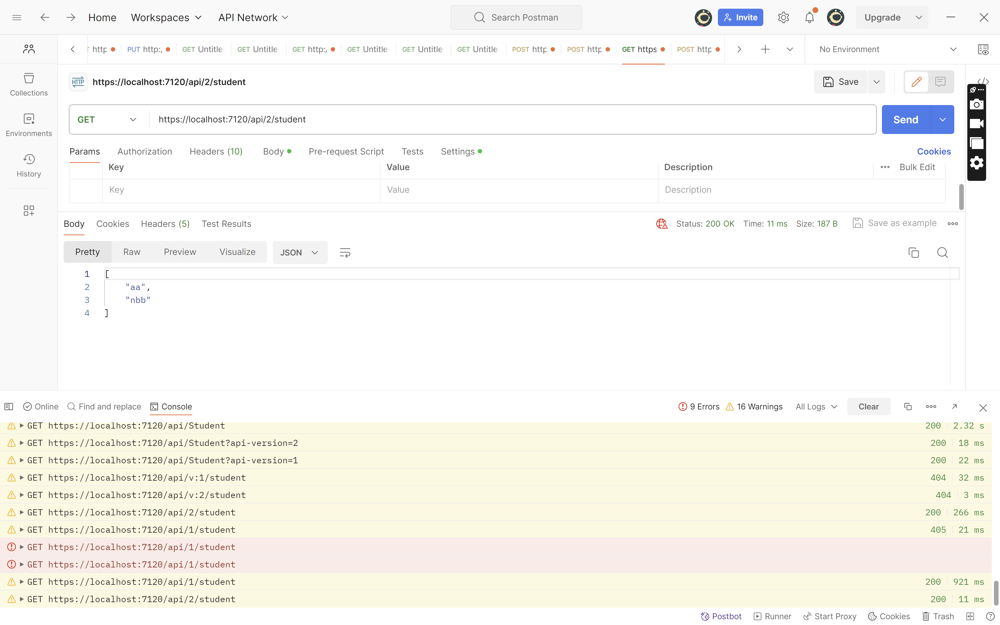 Home Workspaces API Network Search Postman Invite Upgrade
http PUT http:/ GET Untitle GET Untitle GET http:/ GET Untitle GET Untitle GET Untitle POST http POST http GET https POST http No Environment
Collections
Environments
History
HTTP https://localhost:7120/api/2/student Save
GET https://localhost:7120/api/2/student Send
Params Authorization Headers (10) Body Pre-request Script Tests Settings Cookies
Key Value Description Bulk Edit
Key Value Description
Body Cookies Headers (5) Test Results Status: 200 OK Time: 11 ms Size: 187 B Save as example
Pretty Raw Preview Visualize JSON
1 [
2 "aa",
3 "nbb"
4 ]
Online Find and replace Console 9 Errors 16 Warnings All Logs Clear
GET https://localhost:7120/api/Student 200 2.32 s
GET https://localhost:7120/api/Student?api-version=2 200 18 ms
GET https://localhost:7120/api/Student?api-version=1 200 22 ms
GET https://localhost:7120/api/v:1/student 404 32 ms
GET https://localhost:7120/api/v:2/student 404 3 ms
GET https://localhost:7120/api/2/student 200 266 ms
GET https://localhost:7120/api/1/student 405 21 ms
GET https://localhost:7120/api/1/student
GET https://localhost:7120/api/1/student
GET https://localhost:7120/api/1/student 200 921 ms
GET https://localhost:7120/api/2/student 200 11 ms
Postbot Runner Start Proxy Cookies Trash